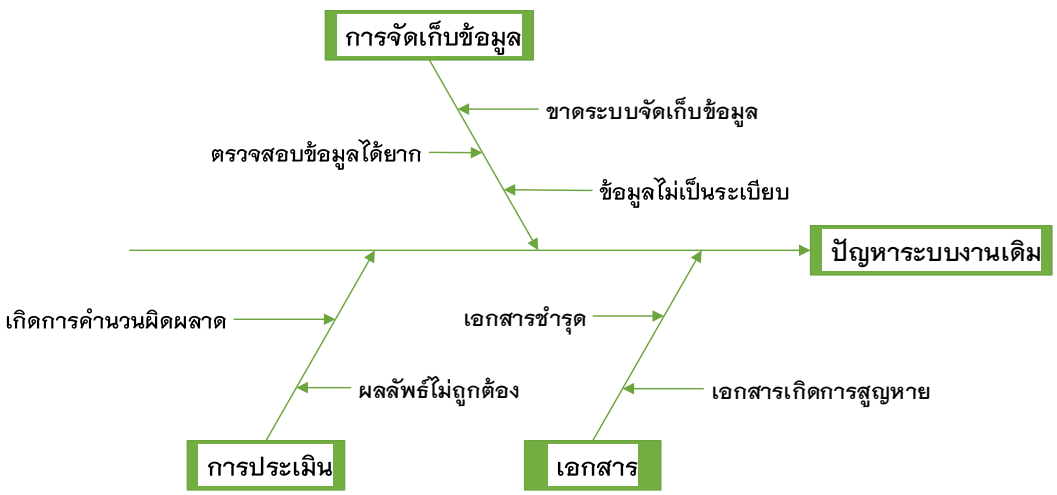 การจัดเก็บข้อมูล
ขาดระบบจัดเก็บข้อมูล
ตรวจสอบข้อมูลได้ยาก
ข้อมูลไม่เป็นระเบียบ
ปัญหาระบบงานเดิม
เกิดการคำนวนผิดผลาด
เอกสารชำรุด
ผลลัพธ์ไม่ถูกต้อง
เอกสารเกิดการสูญหาย
การประเมิน
เอกสาร